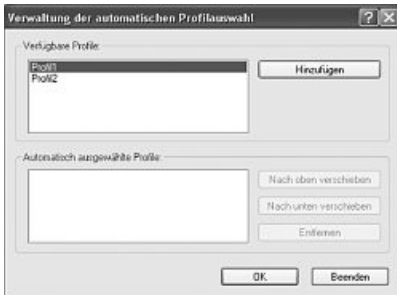 Verwaltung der automatischen Profilauswahl
Verfügbare Profile:
Profil1
Profil2
Hinzufügen
Automatisch ausgewählte Profile:
Nach oben verschieben
Nach unten verschieben
Entfernen
OK
Beenden